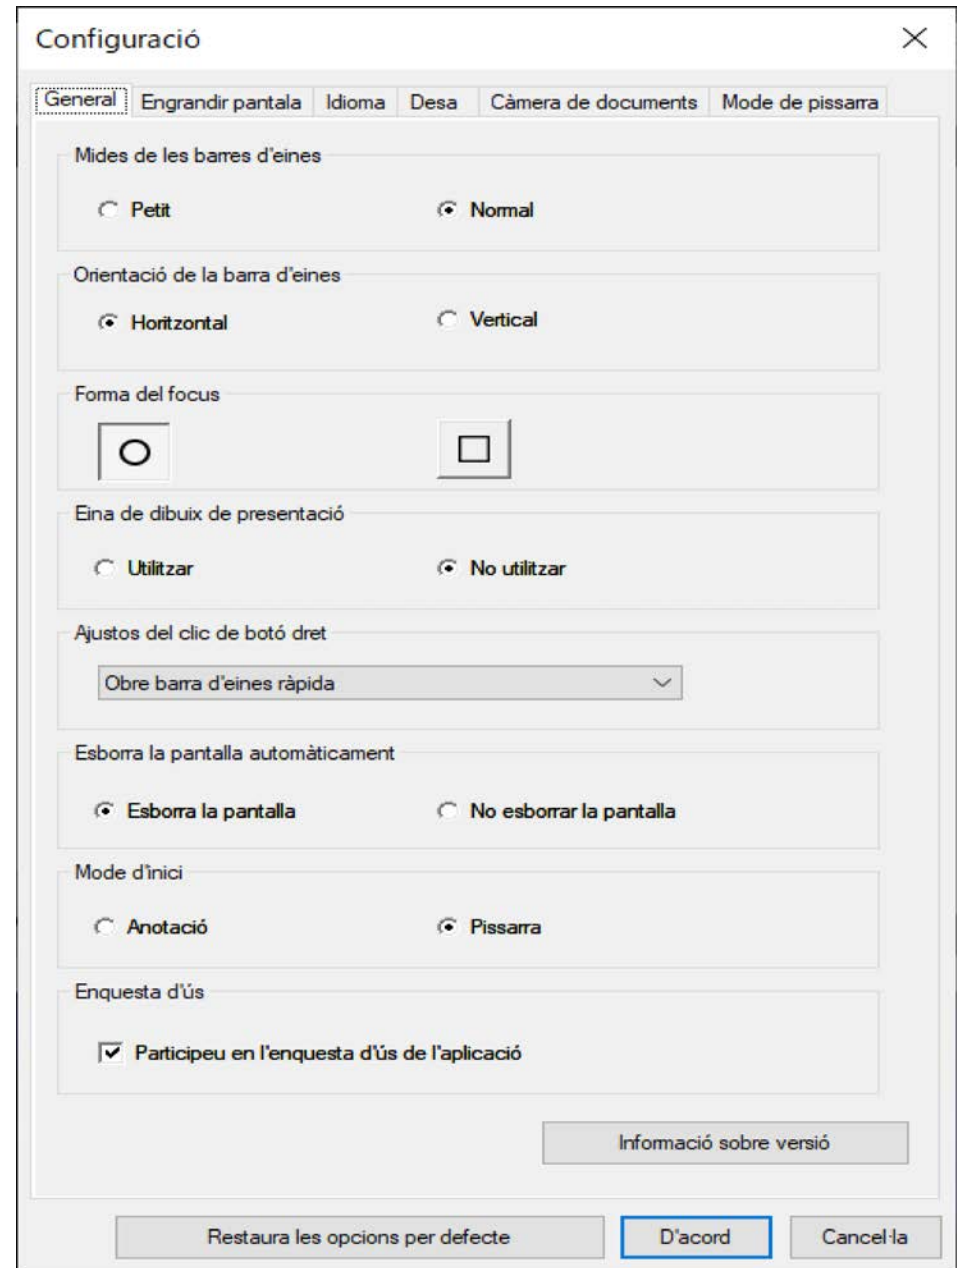 Configuració
General Engrandir pantala Idioma Desa Càmera de documents Mode de pissarra
Mides de les barres d'eines
Petit Normal
Orientació de la barra d'eines
Horitzontal Vertical
Forma del focus
Eina de dibuix de presentació
Utilitzar No utilitzar
Ajustos del clic de botó dret
Obre barra d'eines ràpida
Esborra la pantalla automàticament
Esborra la pantalla No esborrar la pantalla
Mode d'inici
Anotació Pissarra
Enquesta d'ús
Participeu en l'enquesta d'ús de l'aplicació
Informació sobre versió
Restaura les opcions per defecte D'acord Cancel·la